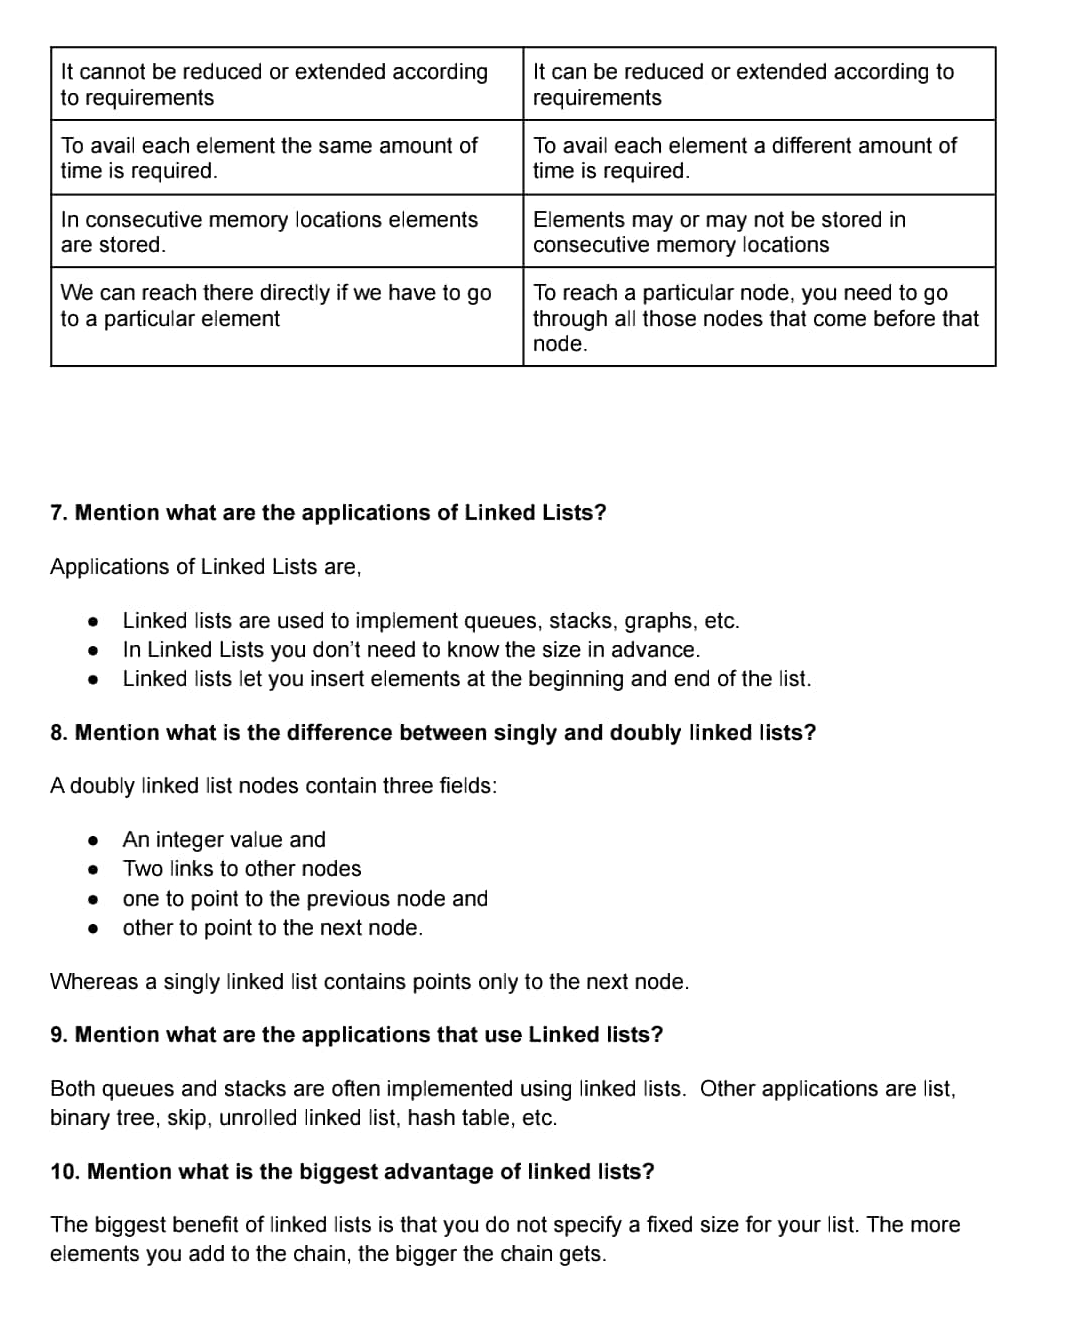 It cannot be reduced or extended according
to requirements
It can be reduced or extended according to
requirements
To avail each element the same amount of
time is required.
To avail each element a different amount of
time is required.
In consecutive memory locations elements
are stored.
Elements may or may not be stored in
consecutive memory locations
We can reach there directly if we have to go
to a particular element
To reach a particular node, you need to go
through all those nodes that come before that
node.
7. Mention what are the applications of Linked Lists?
Applications of Linked Lists are,
● Linked lists are used to implement queues, stacks, graphs, etc.
● In Linked Lists you don't need to know the size in advance.
● Linked lists let you insert elements at the beginning and end of the list.
8. Mention what is the difference between singly and doubly linked lists?
A doubly linked list nodes contain three fields:
● An integer value and
● Two links to other nodes
● one to point to the previous node and
● other to point to the next node.
Whereas a singly linked list contains points only to the next node.
9. Mention what are the applications that use Linked lists?
Both queues and stacks are often implemented using linked lists.  Other applications are list,
binary tree, skip, unrolled linked list, hash table, etc.
10. Mention what is the biggest advantage of linked lists?
The biggest benefit of linked lists is that you do not specify a fixed size for your list. The more
elements you add to the chain, the bigger the chain gets.